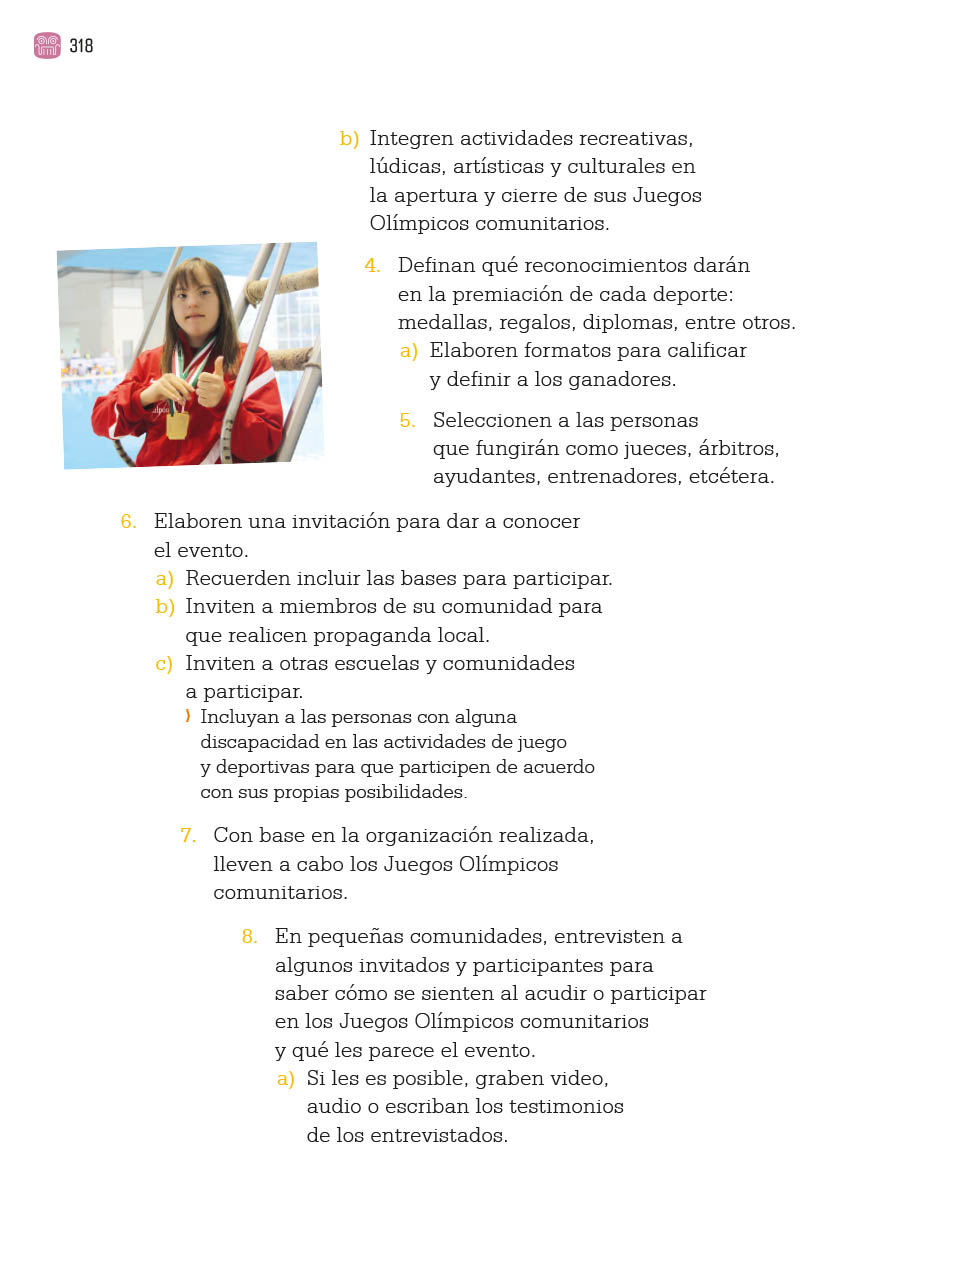 318
b) Integren actividades recreativas,
lúdicas, artísticas y culturales en
la apertura y cierre de sus Juegos
Olímpicos comunitarios.
4. Definan qué reconocimientos darán
en la premiación de cada deporte:
medallas, regalos, diplomas, entre otros.
a) Elaboren formatos para calificar
y definir a los ganadores.
5. Seleccionen a las personas
que fungirán como jueces, árbitros,
ayudantes, entrenadores, etcétera.
6. Elaboren una invitación para dar a conocer
el evento.
a) Recuerden incluir las bases para participar.
b) Inviten a miembros de su comunidad para
que realicen propaganda local.
c) Inviten a otras escuelas y comunidades
a participar.
) Incluyan a las personas con alguna
discapacidad en las actividades de juego
y deportivas para que participen de acuerdo
con sus propias posibilidades.
7. Con base en la organización realizada,
lleven a cabo los Juegos Olímpicos
comunitarios.
8. En pequeñas comunidades, entrevisten a
algunos invitados y participantes para
saber cómo se sienten al acudir o participar
en los Juegos Olímpicos comunitarios
y qué les parece el evento.
a) Si les es posible, graben video,
audio o escriban los testimonios
de los entrevistados.